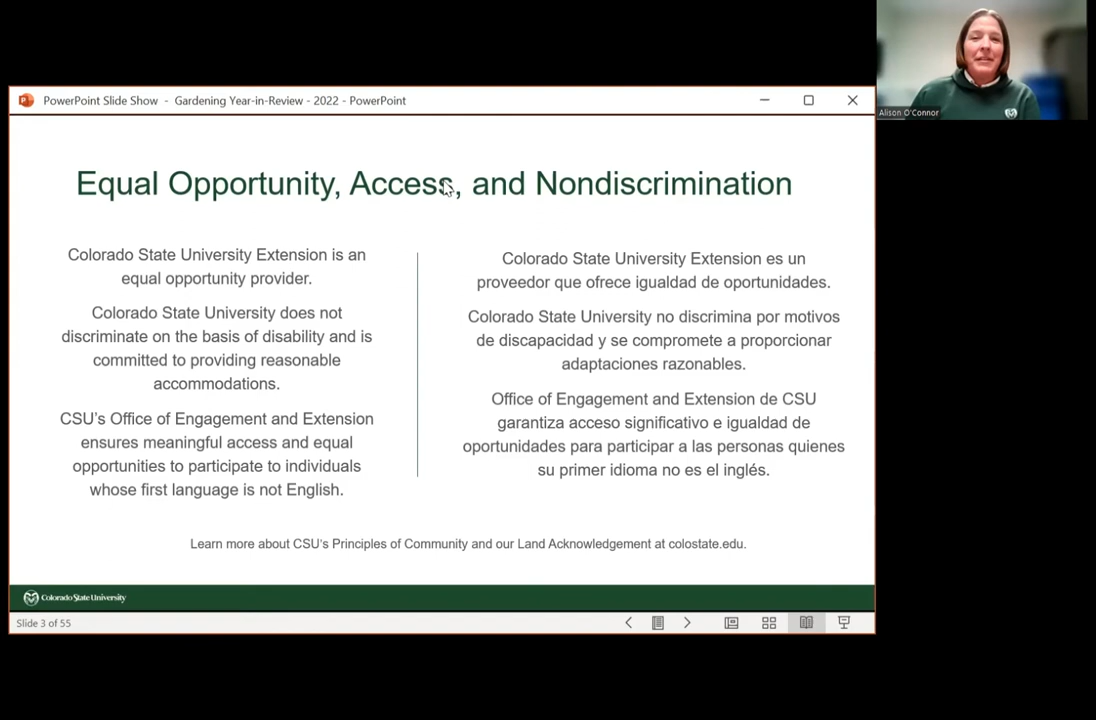 PowerPoint Slide Show - Gardening Year-in-Review - 2022 - PowerPoint
Alison O'Connor
Equal Opportunity, Access, and Nondiscrimination
Colorado State University Extension is an
equal opportunity provider.
Colorado State University does not
discriminate on the basis of disability and is
committed to providing reasonable
accommodations.
CSU's Office of Engagement and Extension
ensures meaningful access and equal
opportunities to participate to individuals
whose first language is not English.
Colorado State University Extension es un
proveedor que ofrece igualdad de oportunidades.
Colorado State University no discrimina por motivos
de discapacidad y se compromete a proporcionar
adaptaciones razonables.
Office of Engagement and Extension de CSU
garantiza acceso significativo e igualdad de
oportunidades para participar a las personas quienes
su primer idioma no es el inglés.
Learn more about CSU's Principles of Community and our Land Acknowledgement at colostate.edu.
Colorado State University
Slide 3 of 55